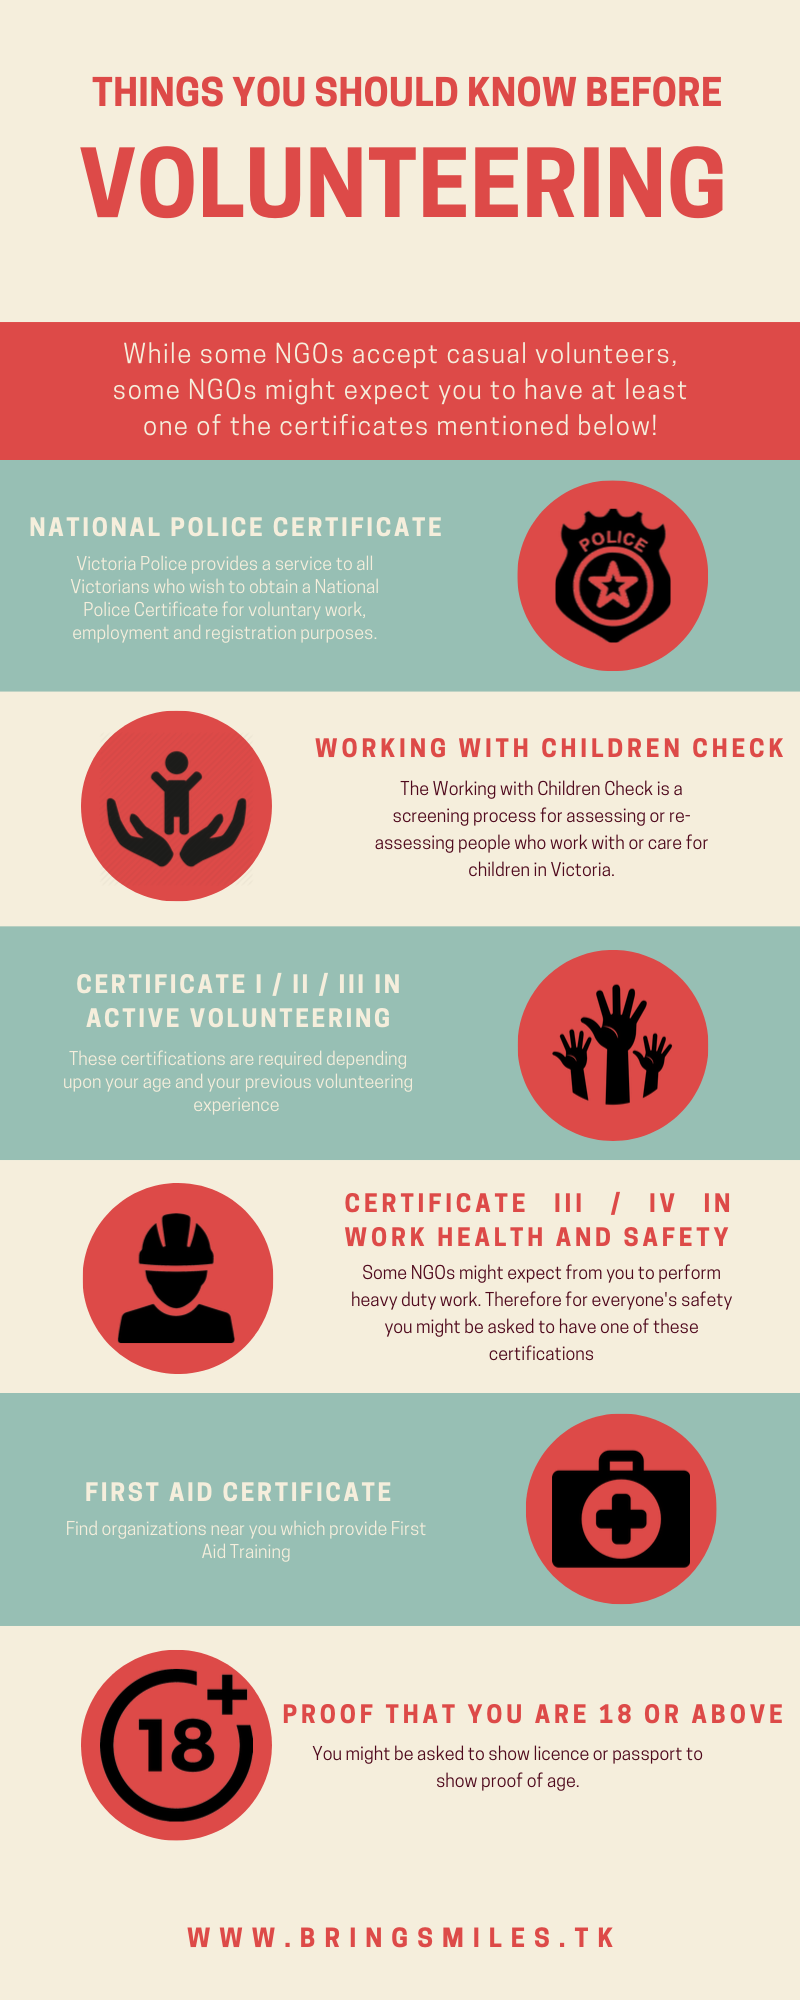 THINGS YOU SHOULD KNOW BEFORE
VOLUNTEERING
While some NGOs accept casual volunteers,
some NGOs might expect you to have at least
one of the certificates mentioned below!
NATIONAL POLICE CERTIFICATE
Victoria Police provides a service to all
Victorians who wish to obtain a National
Police Certificate for voluntary work,
employment and registration purposes.
POLICE
WORKING WITH CHILDREN CHECK
The Working with Children Check is a
screening process for assessing or re-
assessing people who work with or care for
children in Victoria.
CERTIFICATE I / II / III IN
ACTIVE VOLUNTEERING
These certifications are required depending
upon your age and your previous volunteering
experience
CERTIFICATE III / IV IN
WORK HEALTH AND SAFETY
Some NGOs might expect from you to perform
heavy duty work. Therefore for everyone's safety
you might be asked to have one of these
certifications
FIRST AID CERTIFICATE
Find organizations near you which provide First
Aid Training
18+
PROOF THAT YOU ARE 18 OR ABOVE
You might be asked to show licence or passport to
show proof of age.
WWW.BRINGSMILES.TK